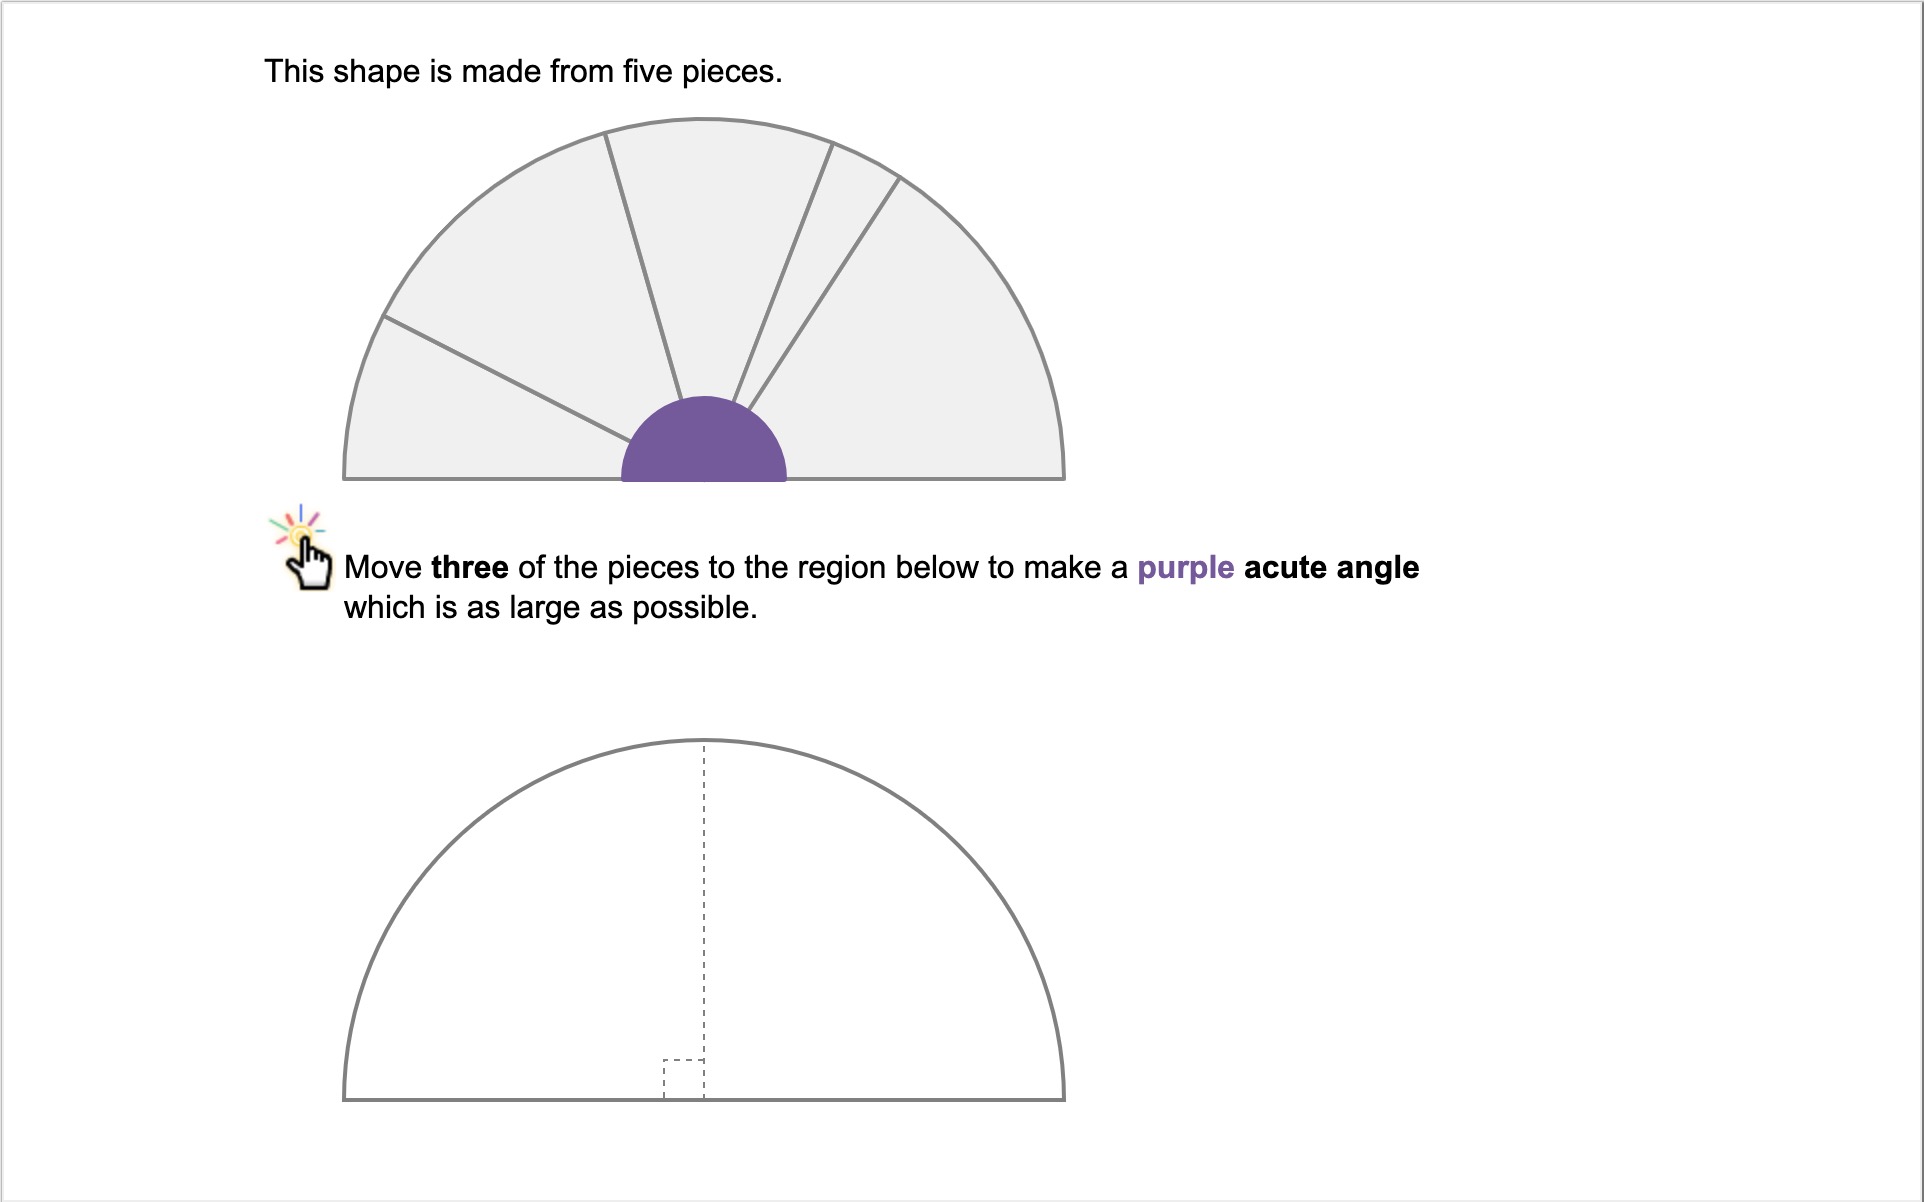 This shape is made from five pieces.
Move three of the pieces to the region below to make a purple acute angle
which is as large as possible.